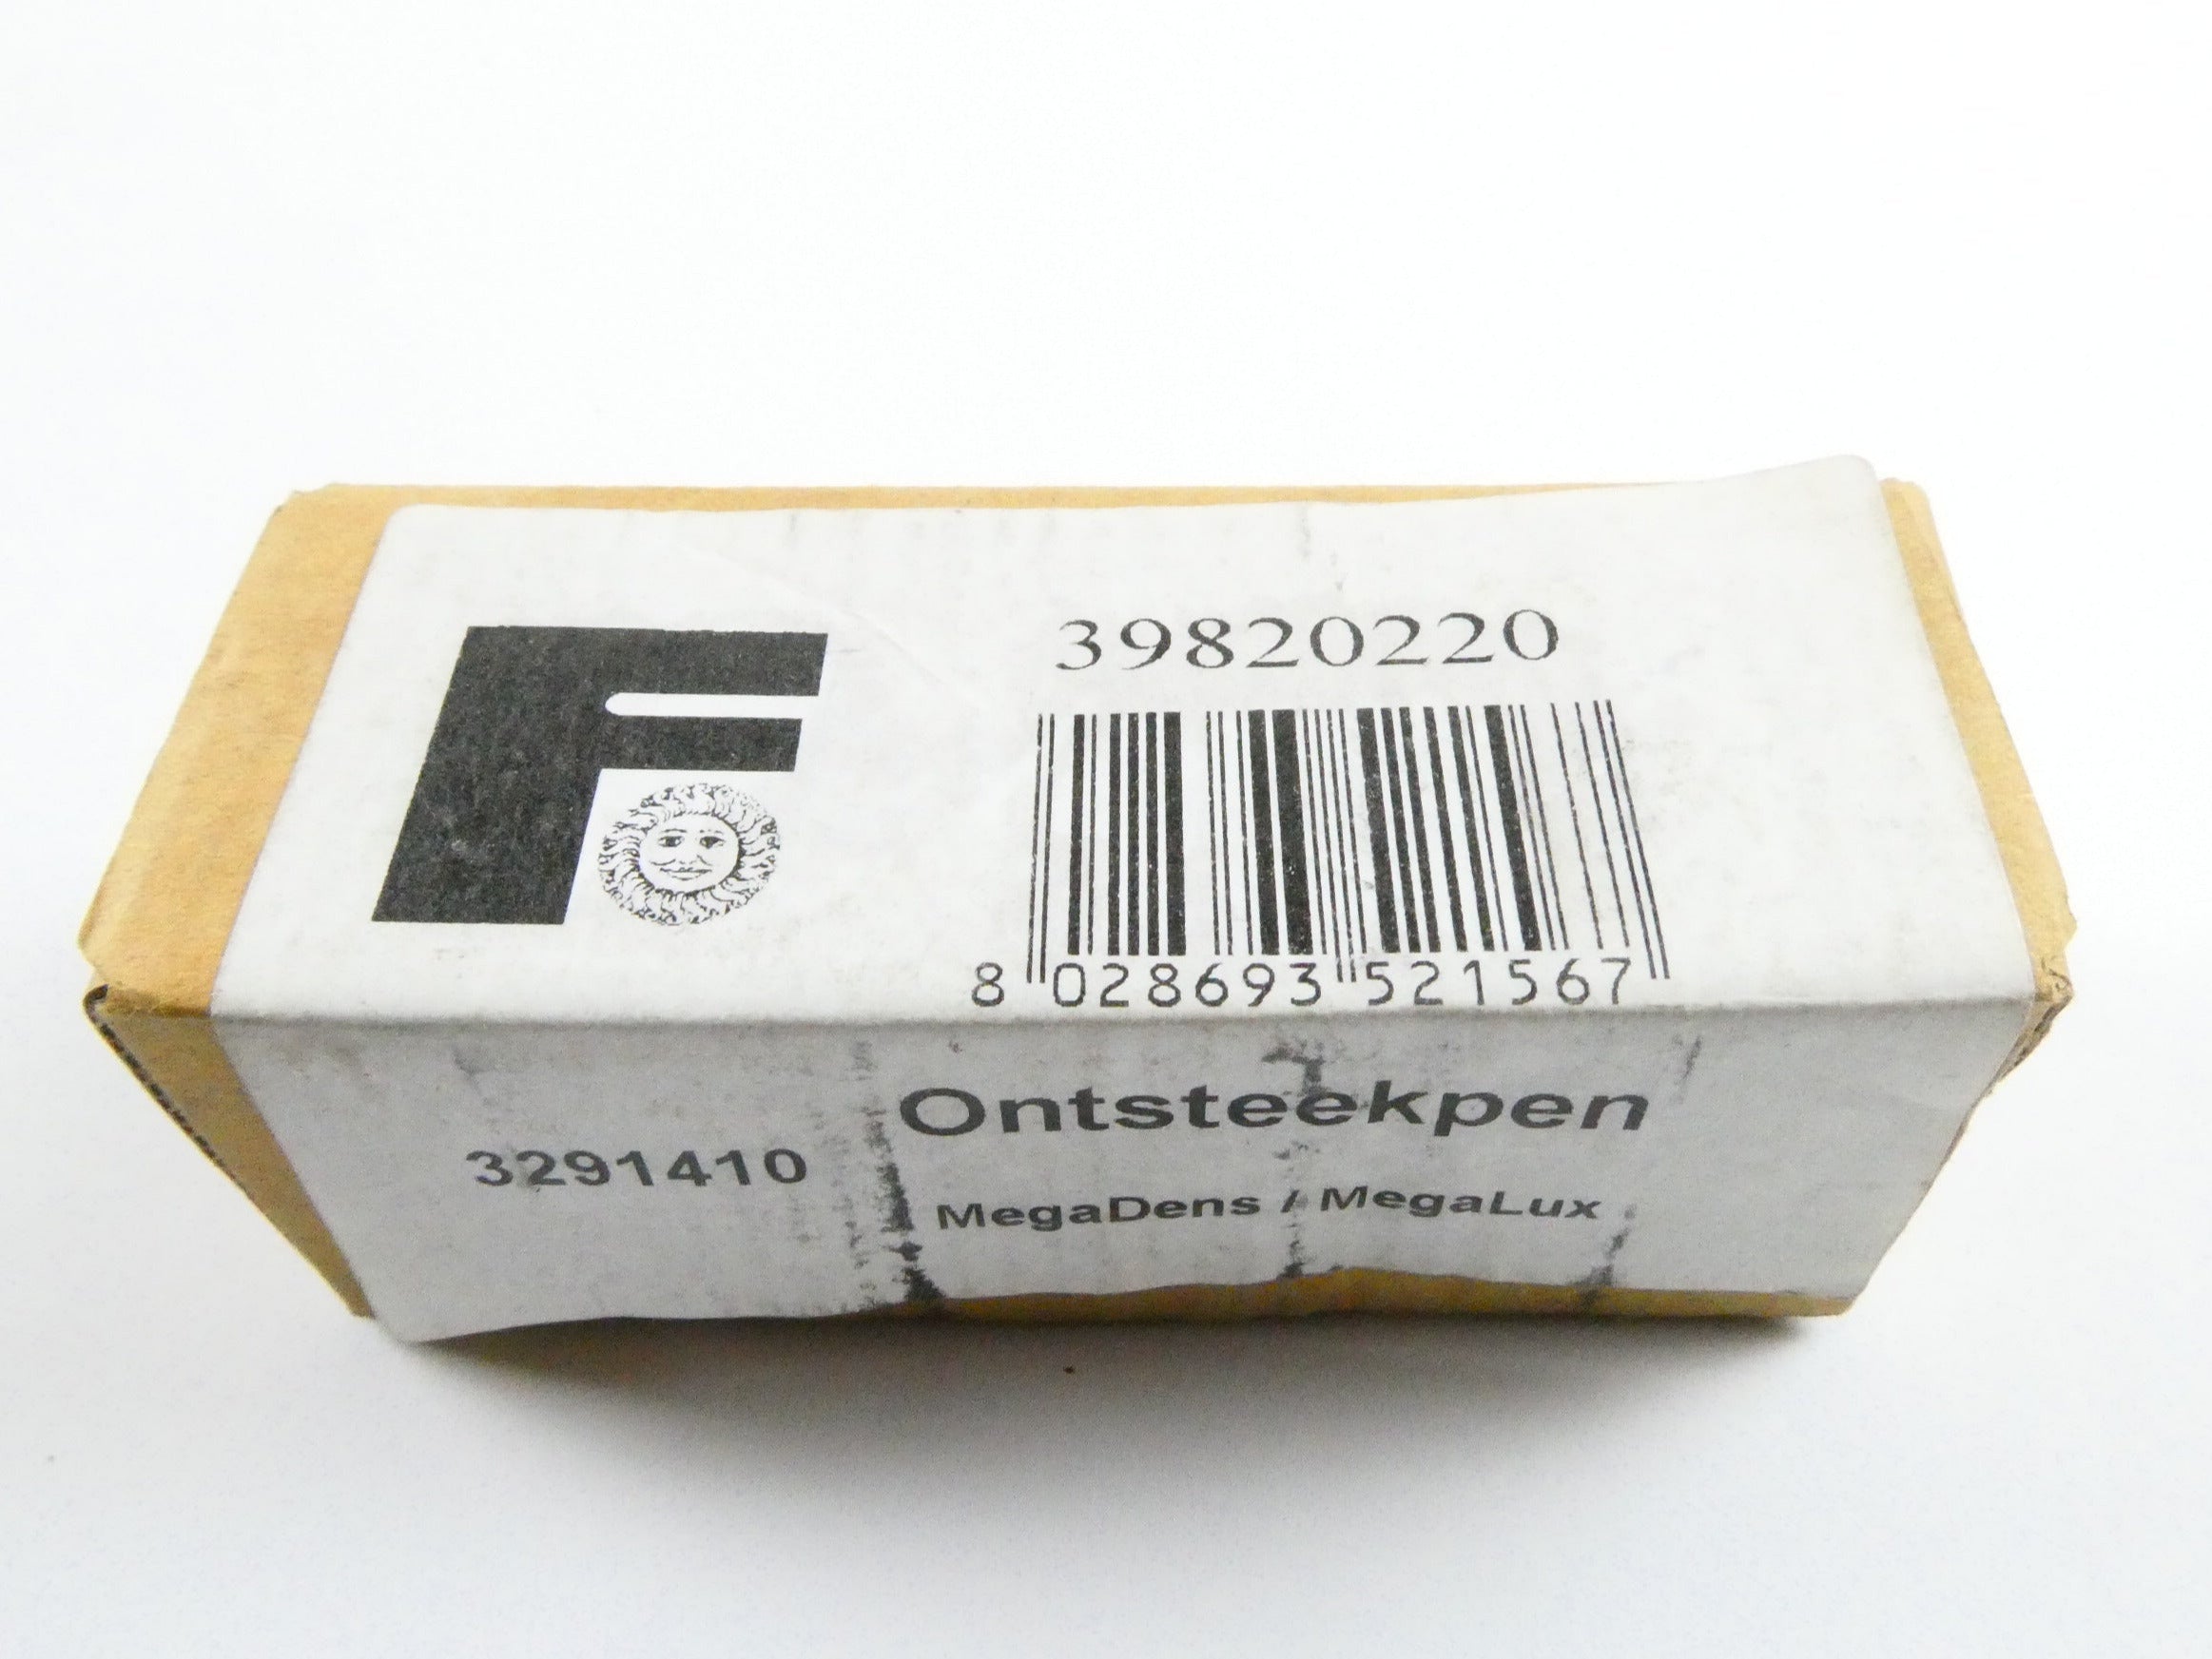 F
39820220
8 028693 521567
Ontsteekpen
3291410
MegaDens / MegaLux